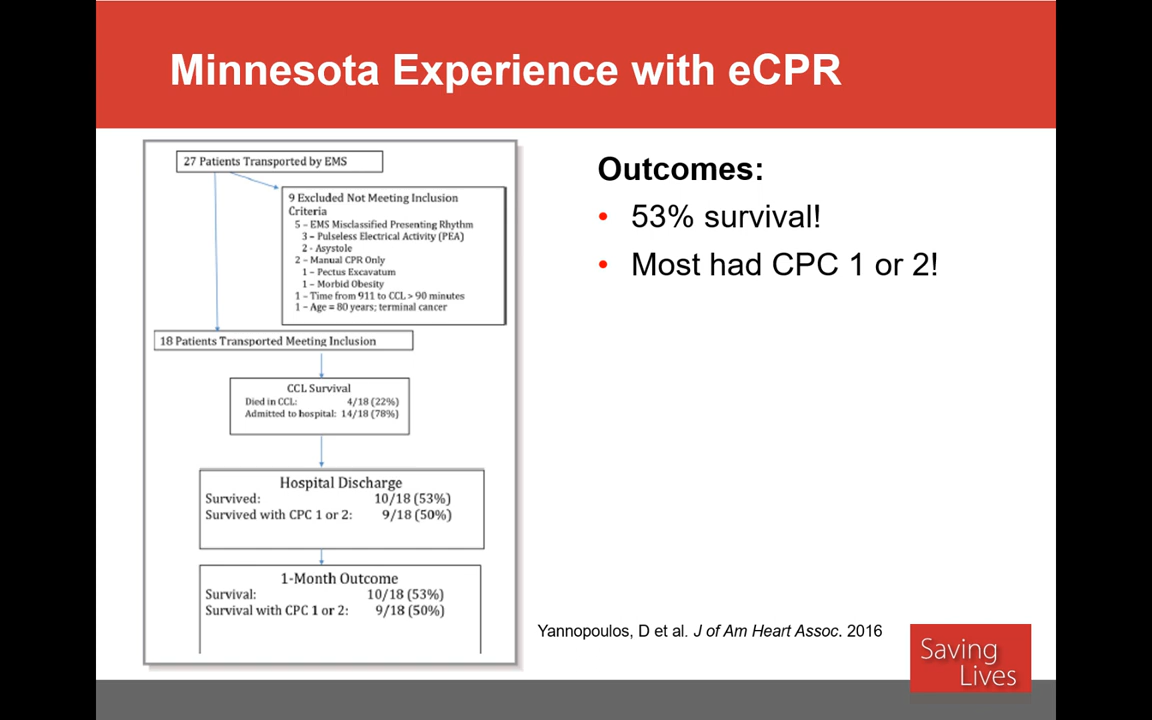 Minnesota Experience with eCPR
27 Patients Transported by EMS
9 Excluded Not Meeting Inclusion
Criteria
5 – EMS Misclassified Presenting Rhythm
3 – Pulseless Electrical Activity (PEA)
2 - Asystole
2 – Manual CPR Only
1 – Pectus Excavatum
1 – Morbid Obesity
1 – Time from 911 to CCL > 90 minutes
1 – Age = 80 years; terminal cancer
18 Patients Transported Meeting Inclusion
CCL Survival
Died in CCL: 4/18 (22%)
Admitted to hospital: 14/18 (78%)
Hospital Discharge
Survived: 10/18 (53%)
Survived with CPC 1 or 2: 9/18 (50%)
1-Month Outcome
Survival: 10/18 (53%)
Survival with CPC 1 or 2: 9/18 (50%)
Outcomes:
• 53% survival!
• Most had CPC 1 or 2!
Yannopoulos, D et al. J of Am Heart Assoc. 2016
Saving
Lives